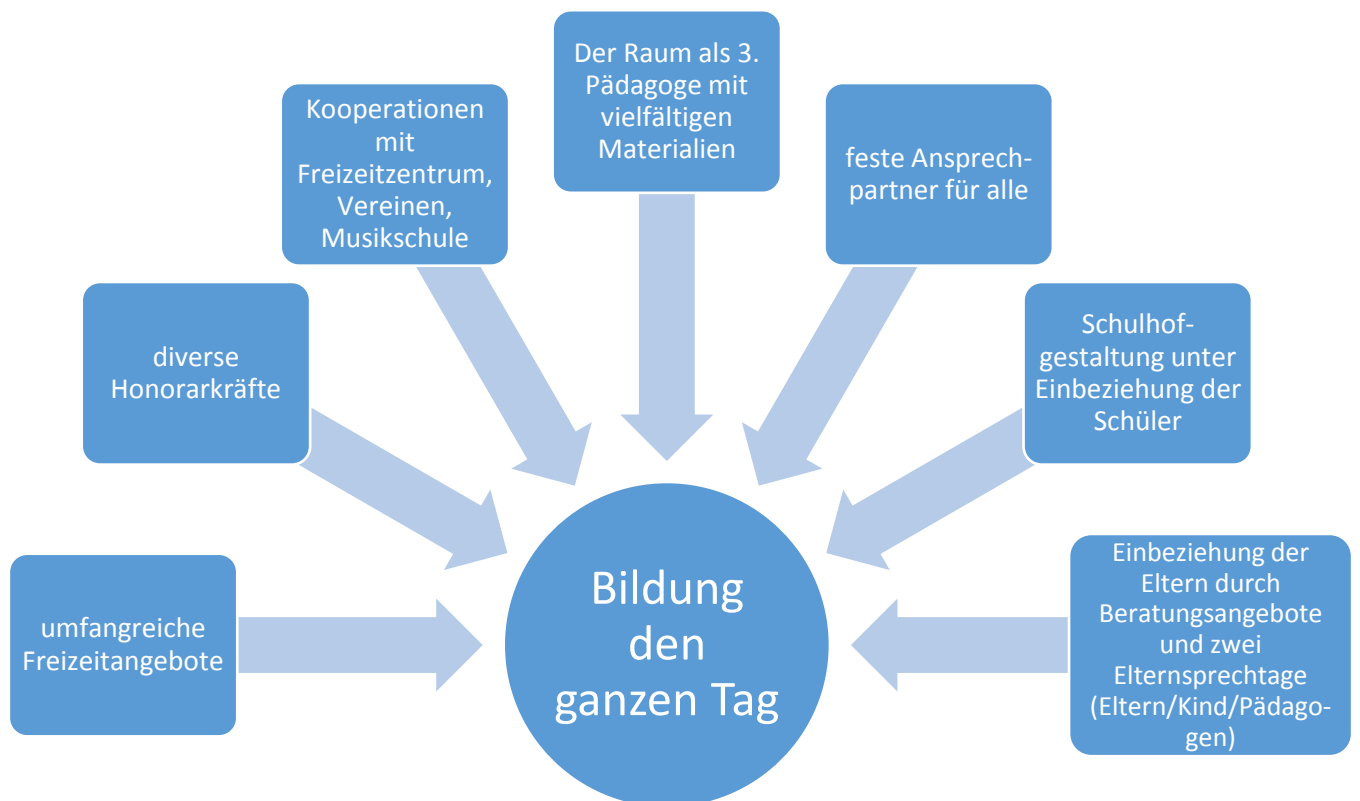 Der Raum als 3.
Pädagoge mit
vielfältigen
Materialien
Kooperationen
mit
Freizeitzentrum,
Vereinen,
Musikschule
feste Ansprech-
partner für alle
diverse
Honorarkräfte
Schulhof-
gestaltung unter
Einbeziehung der
Schüler
umfangreiche
Freizeitangebote
Bildung
den
ganzen Tag
Einbeziehung der
Eltern durch
Beratungsangebote
und zwei
Elternsprechtage
(Eltern/Kind/Pädago-
gen)